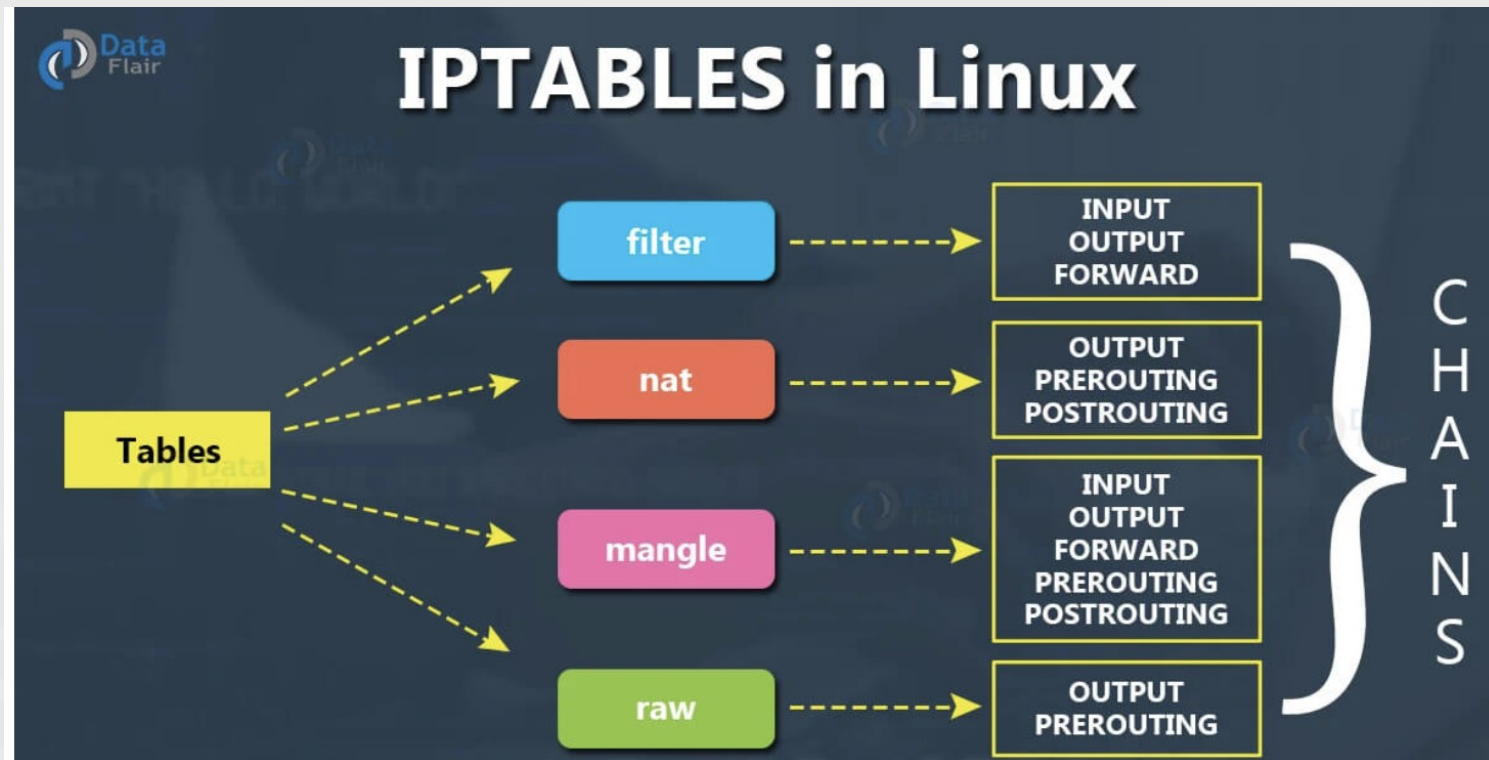 Data
Flair
IPTABLES in Linux
Tables
filter
INPUT
OUTPUT
FORWARD
nat
OUTPUT
PREROUTING
POSTROUTING
mangle
INPUT
OUTPUT
FORWARD
PREROUTING
POSTROUTING
raw
OUTPUT
PREROUTING
CHAINS